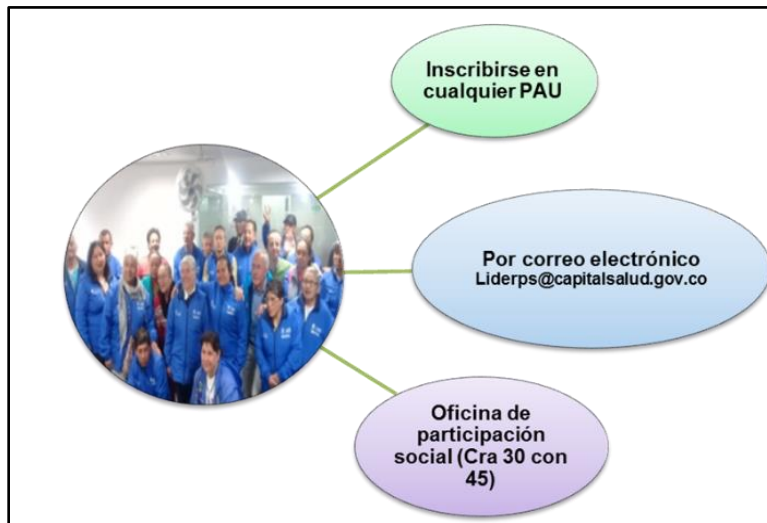 Inscribirse en
cualquier PAU
Por correo electrónico
Liderps@capitalsalud.gov.co
Oficina de
participación
social (Cra 30 con
45)